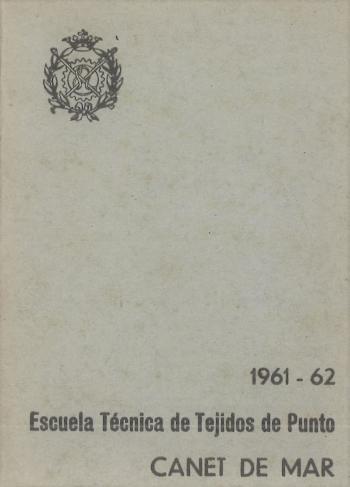 1961 - 62
Escuela Técnica de Tejidos de Punto
CANET DE MAR